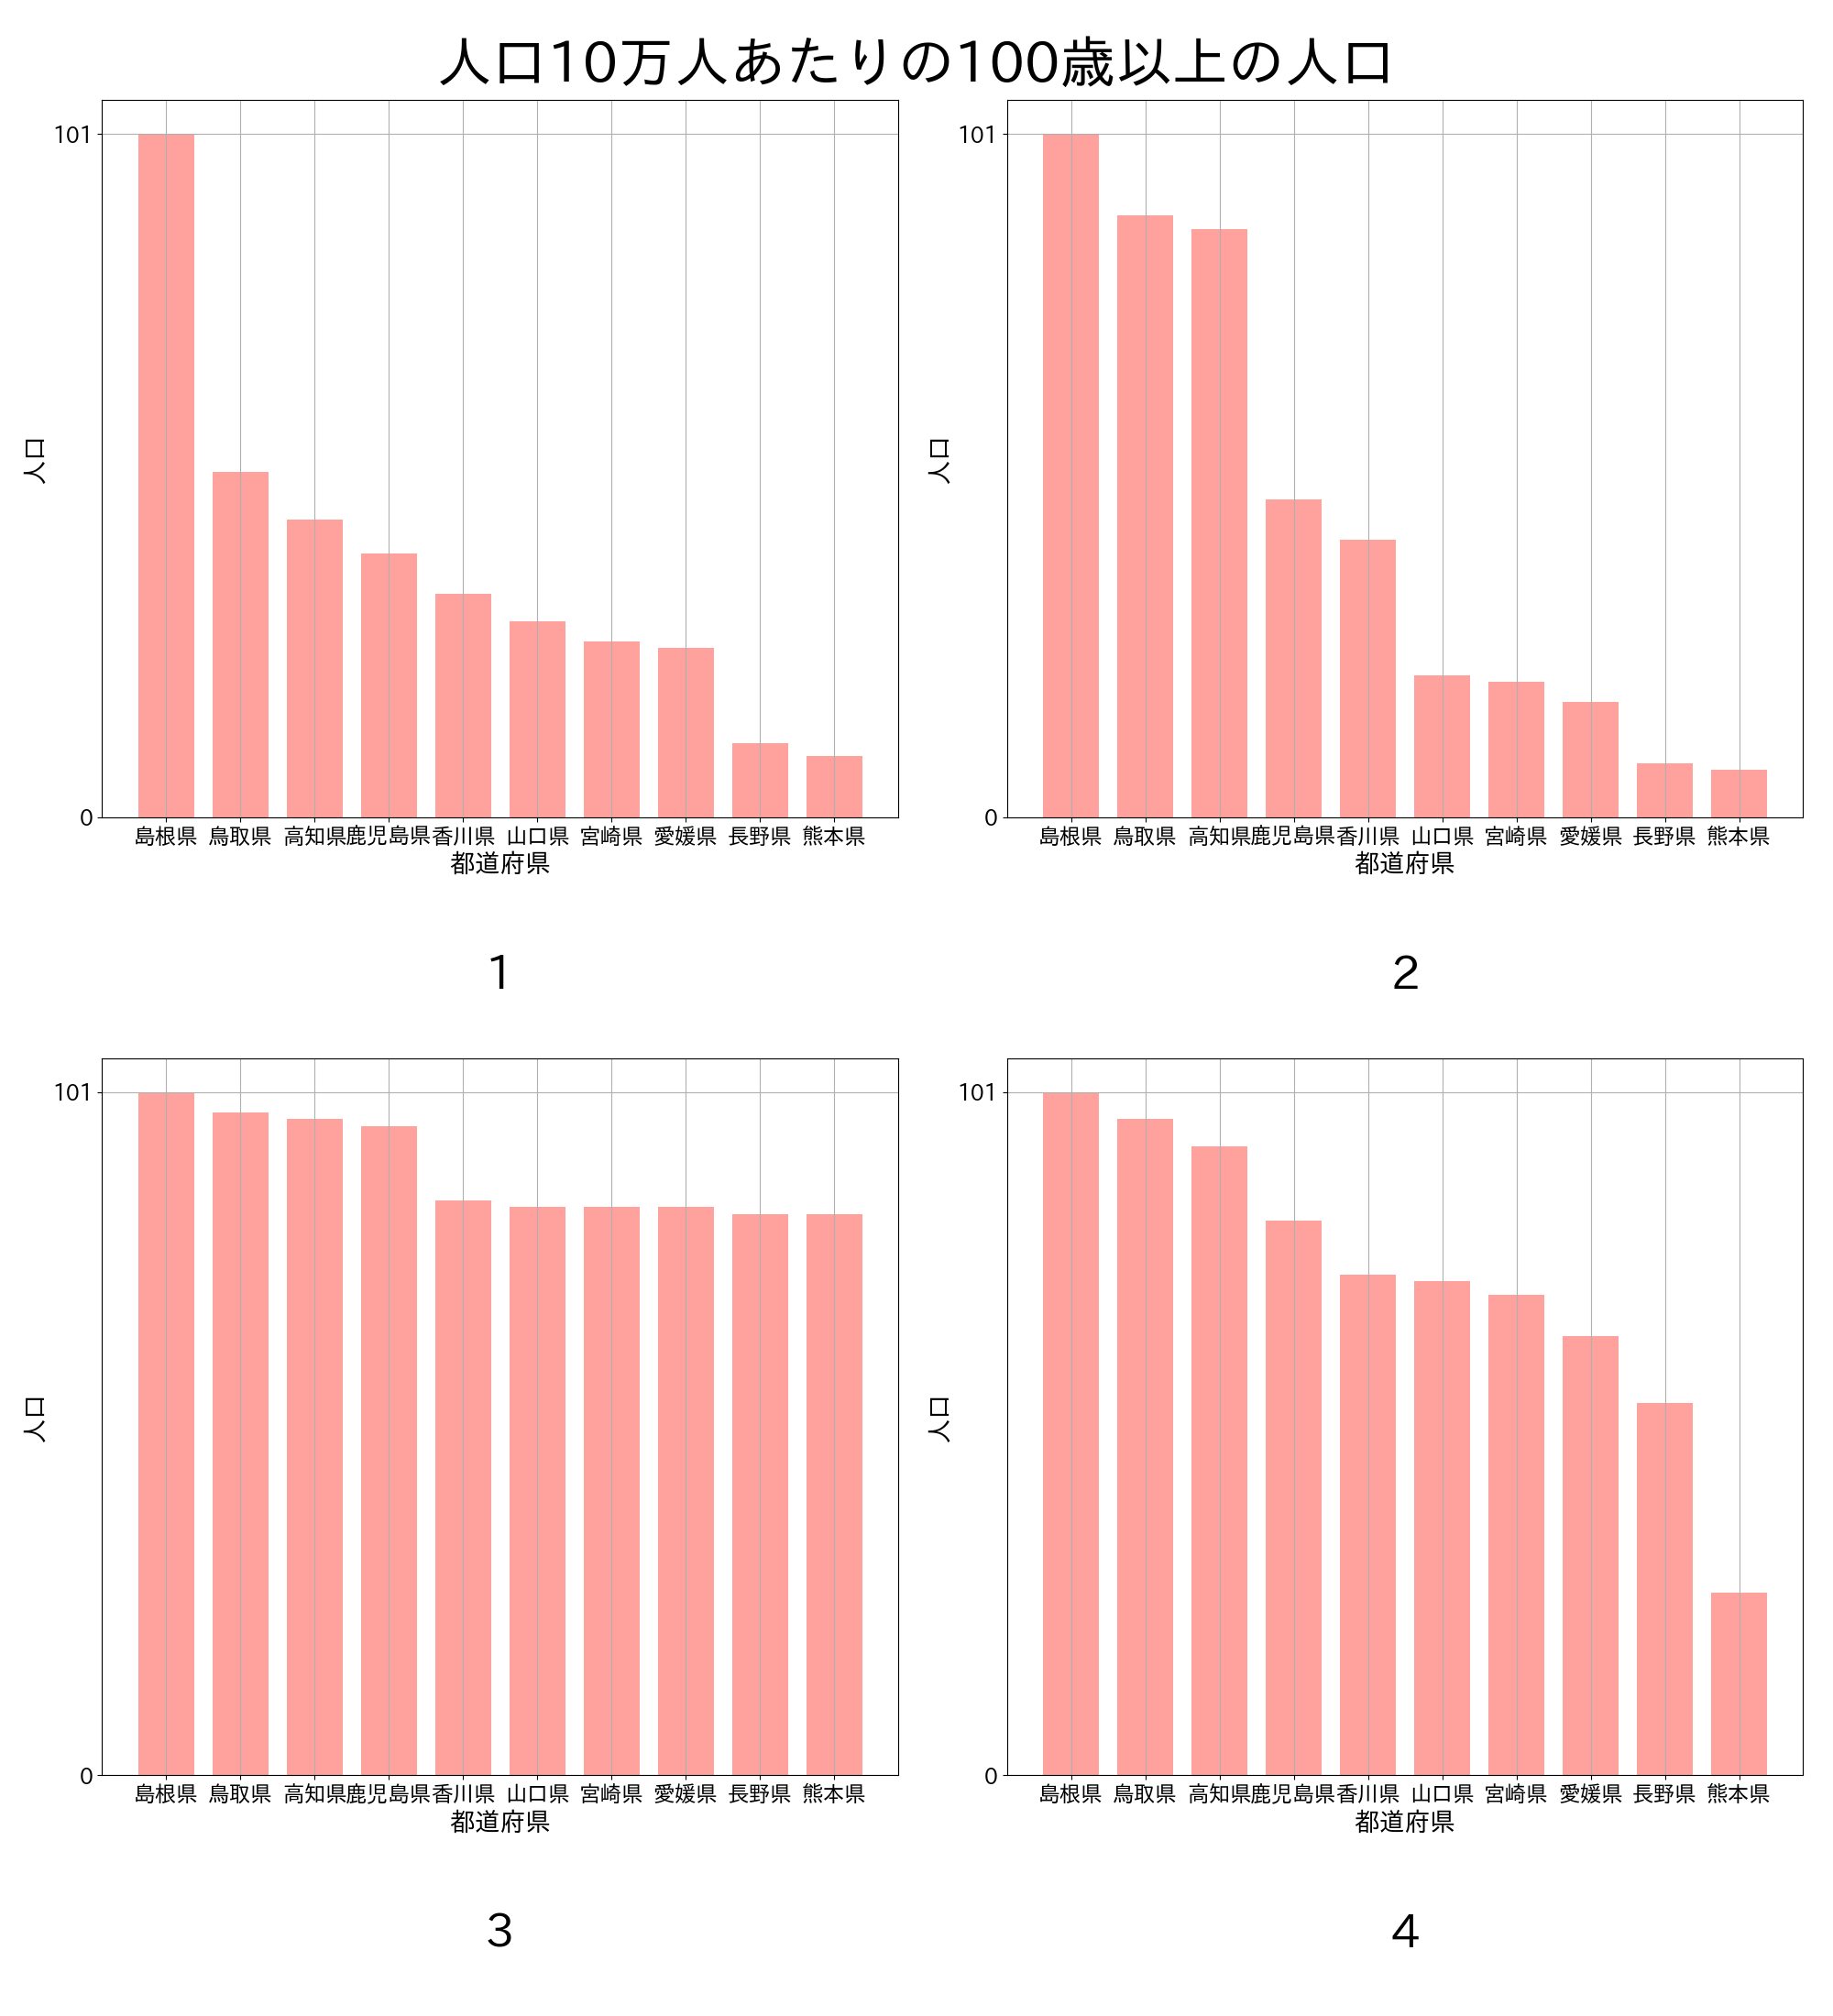 人口10万人あたりの100歳以上の人口
101
0
人口
島根県 鳥取県 高知県 鹿児島県 香川県 山口県 宮崎県 愛媛県 長野県 熊本県
都道府県
1
101
0
人口
島根県 鳥取県 高知県 鹿児島県 香川県 山口県 宮崎県 愛媛県 長野県 熊本県
都道府県
2
101
0
人口
島根県 鳥取県 高知県 鹿児島県 香川県 山口県 宮崎県 愛媛県 長野県 熊本県
都道府県
3
101
0
人口
島根県 鳥取県 高知県 鹿児島県 香川県 山口県 宮崎県 愛媛県 長野県 熊本県
都道府県
4